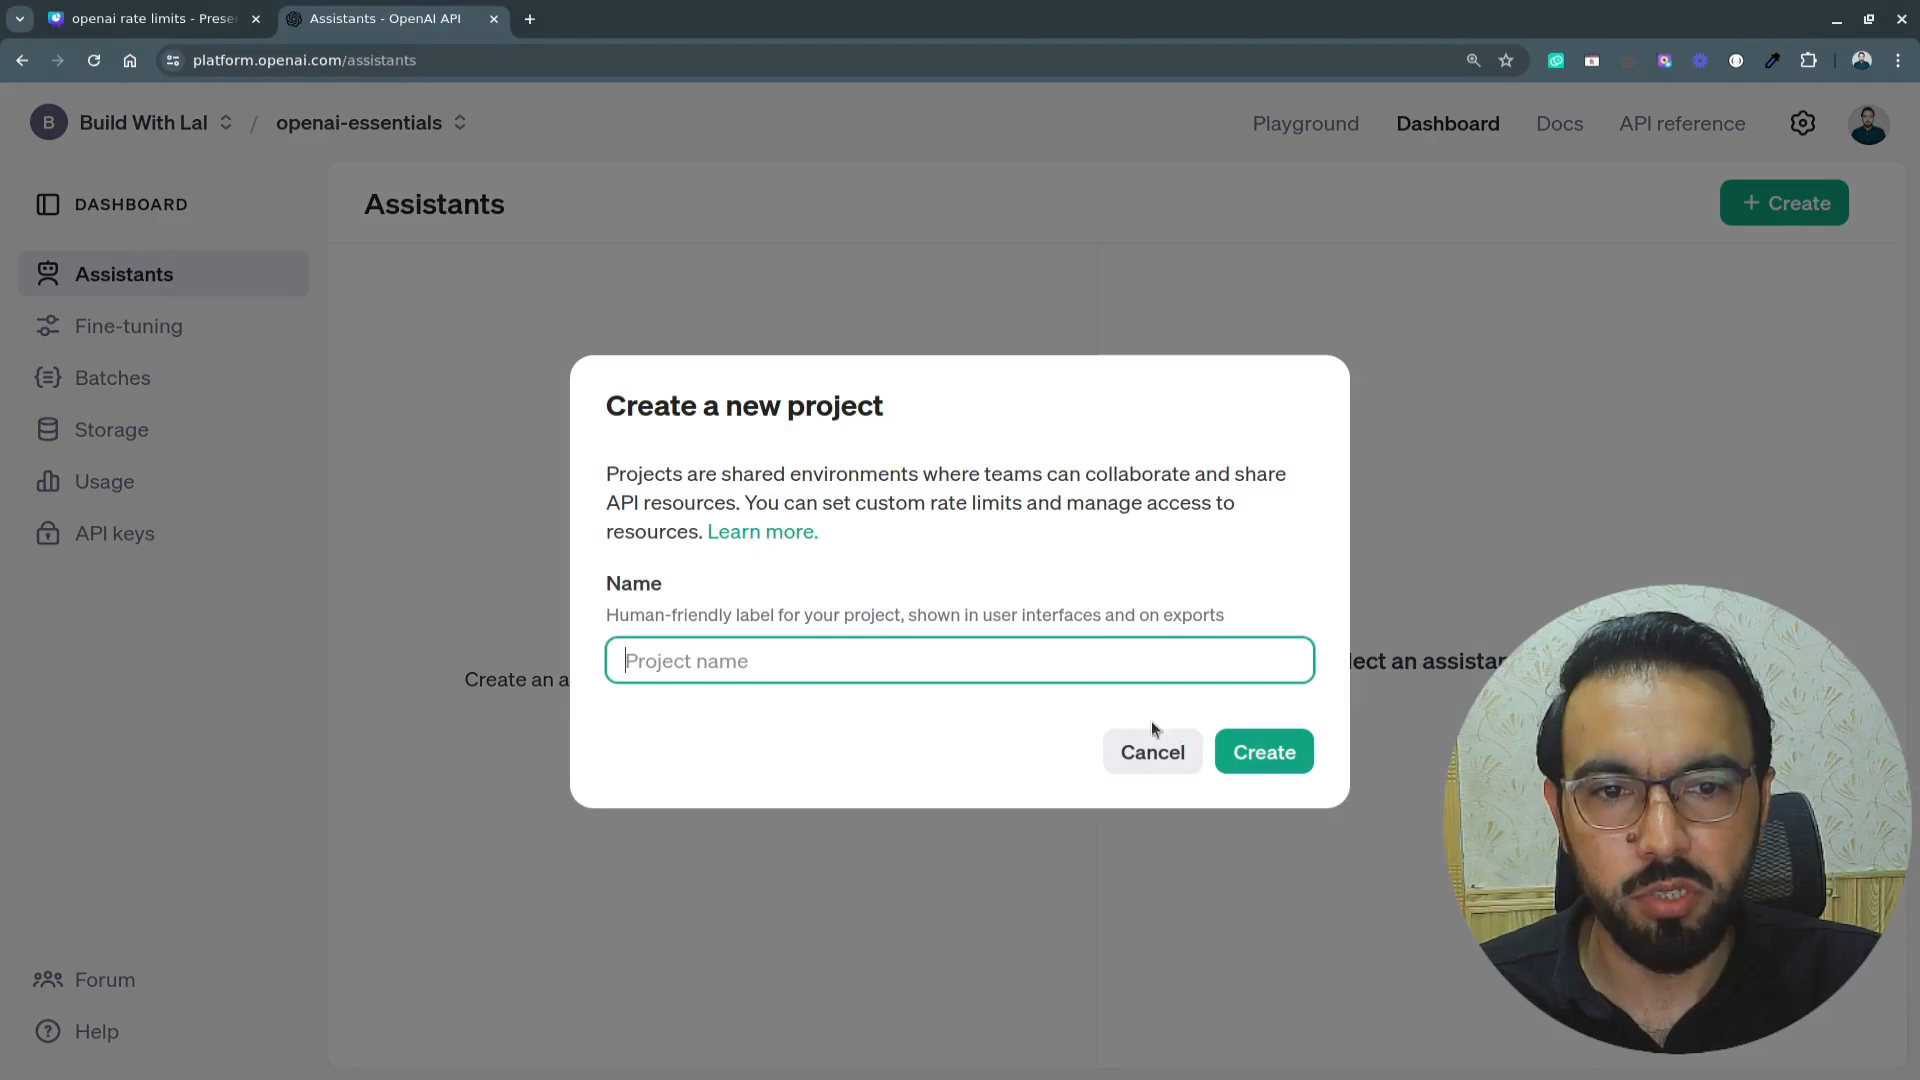 openai rate limits - Prese
Assistants - OpenAI API
platform.openai.com/assistants
B Build With Lal / openai-essentials
Playground Dashboard Docs API reference
DASHBOARD
Assistants
Fine-tuning
Batches
Storage
Usage
API keys
Forum
Help
Assistants
+ Create
Create an a
lect an assistan
Create a new project
Projects are shared environments where teams can collaborate and share
API resources. You can set custom rate limits and manage access to
resources. Learn more.
Name
Human-friendly label for your project, shown in user interfaces and on exports
Project name
Cancel
Create